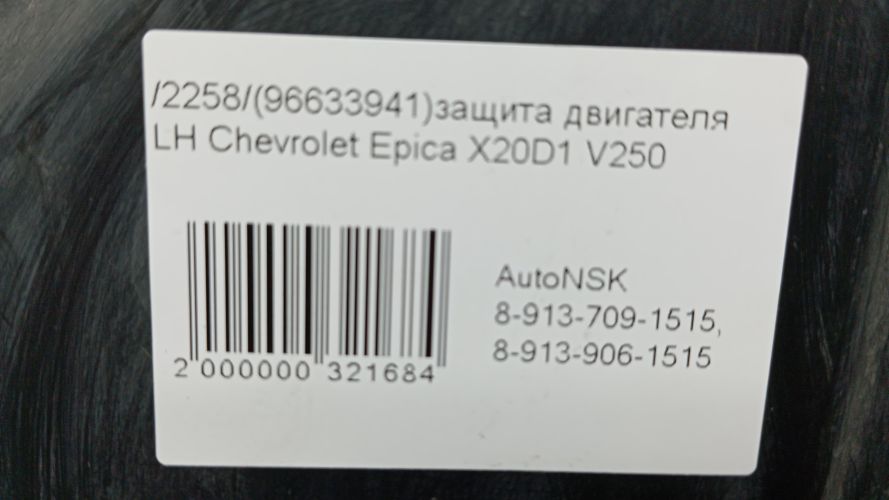 /2258/(96633941)защита двигателя
LH Chevrolet Epica X20D1 V250
AutoNSK
8-913-709-1515,
8-913-906-1515
2 000000 321684